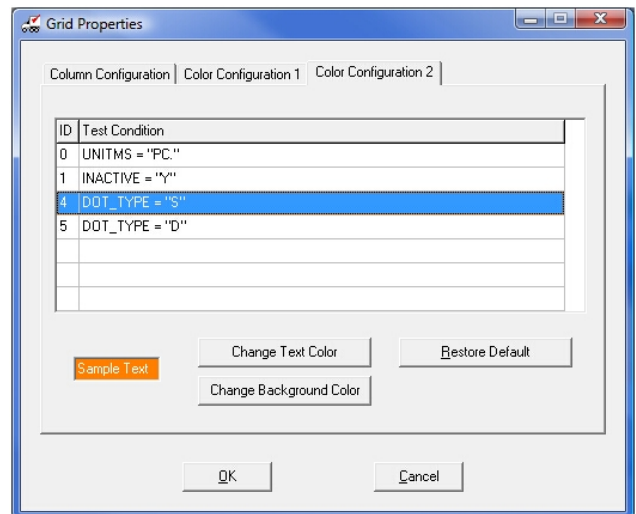 Grid Properties
Column Configuration Color Configuration 1 Color Configuration 2
ID Test Condition
0 UNITMS = "PC."
1 INACTIVE = "Y"
4 DOT_TYPE = "S"
5 DOT_TYPE = "D"
Change Text Color Restore Default
Sample Text
Change Background Color
OK Cancel